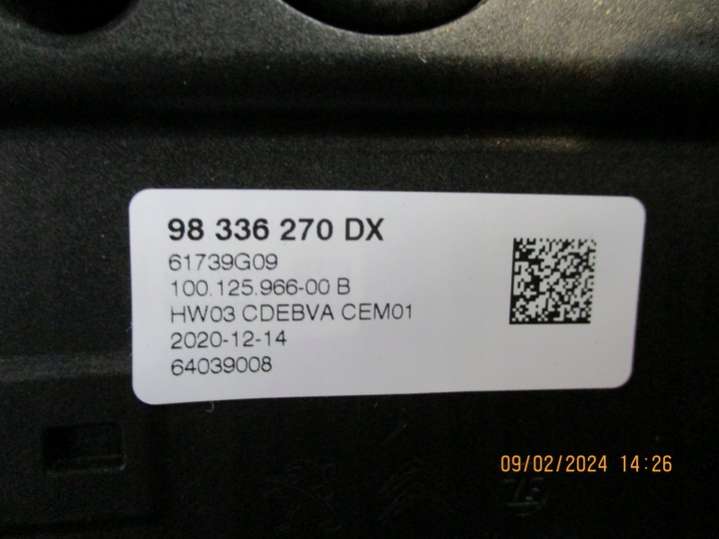 98 336 270 DX
61739G09
100.125.966-00 B
HW03 CDEBVA CEM01
2020-12-14
64039008
09/02/2024 14:26